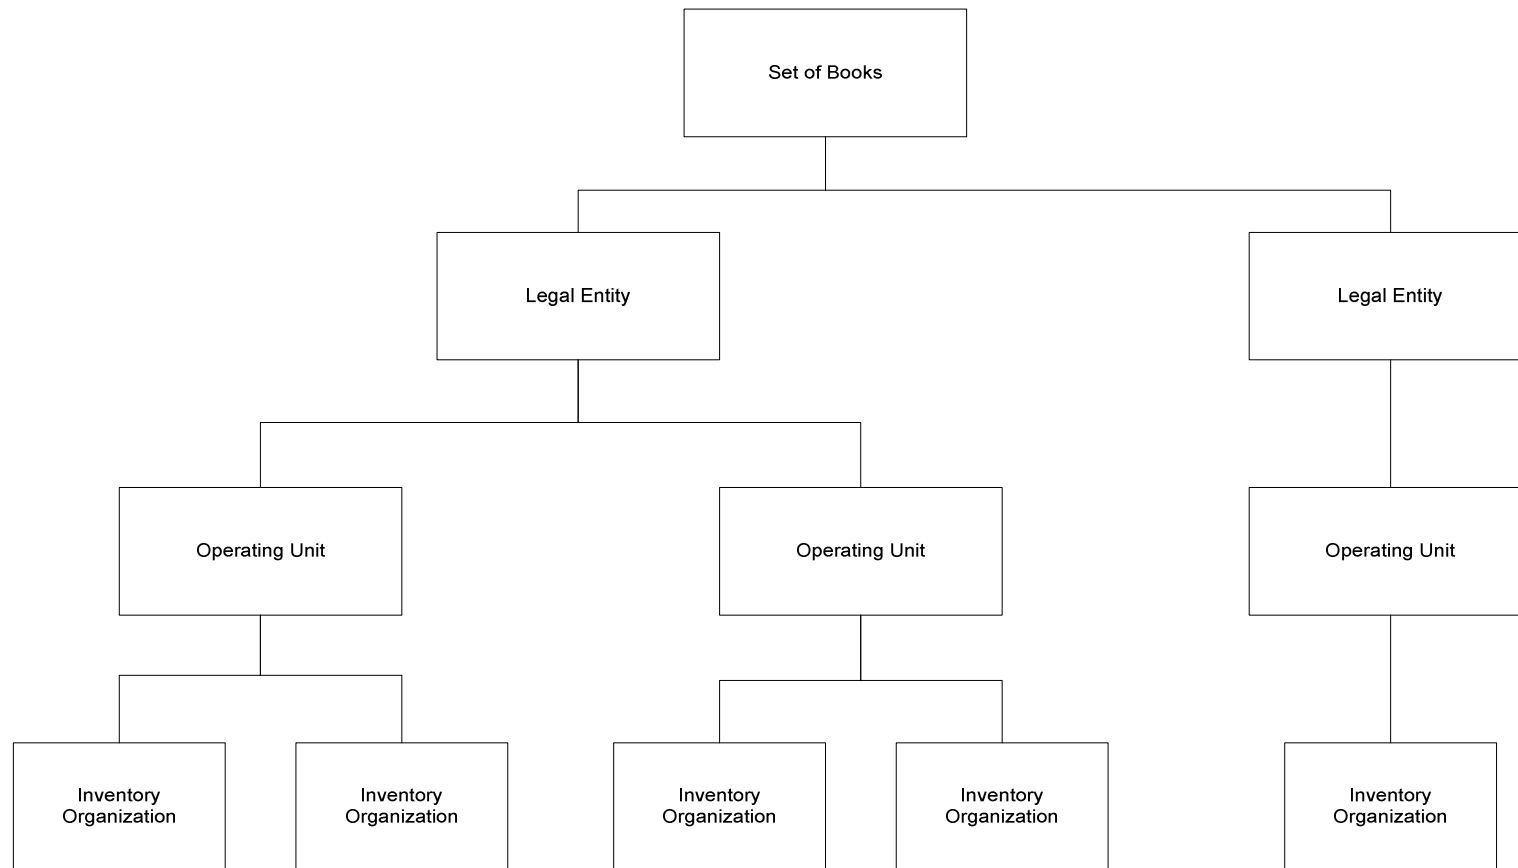 Set of Books
Legal Entity
Legal Entity
Operating Unit
Operating Unit
Operating Unit
Inventory
Organization
Inventory
Organization
Inventory
Organization
Inventory
Organization
Inventory
Organization